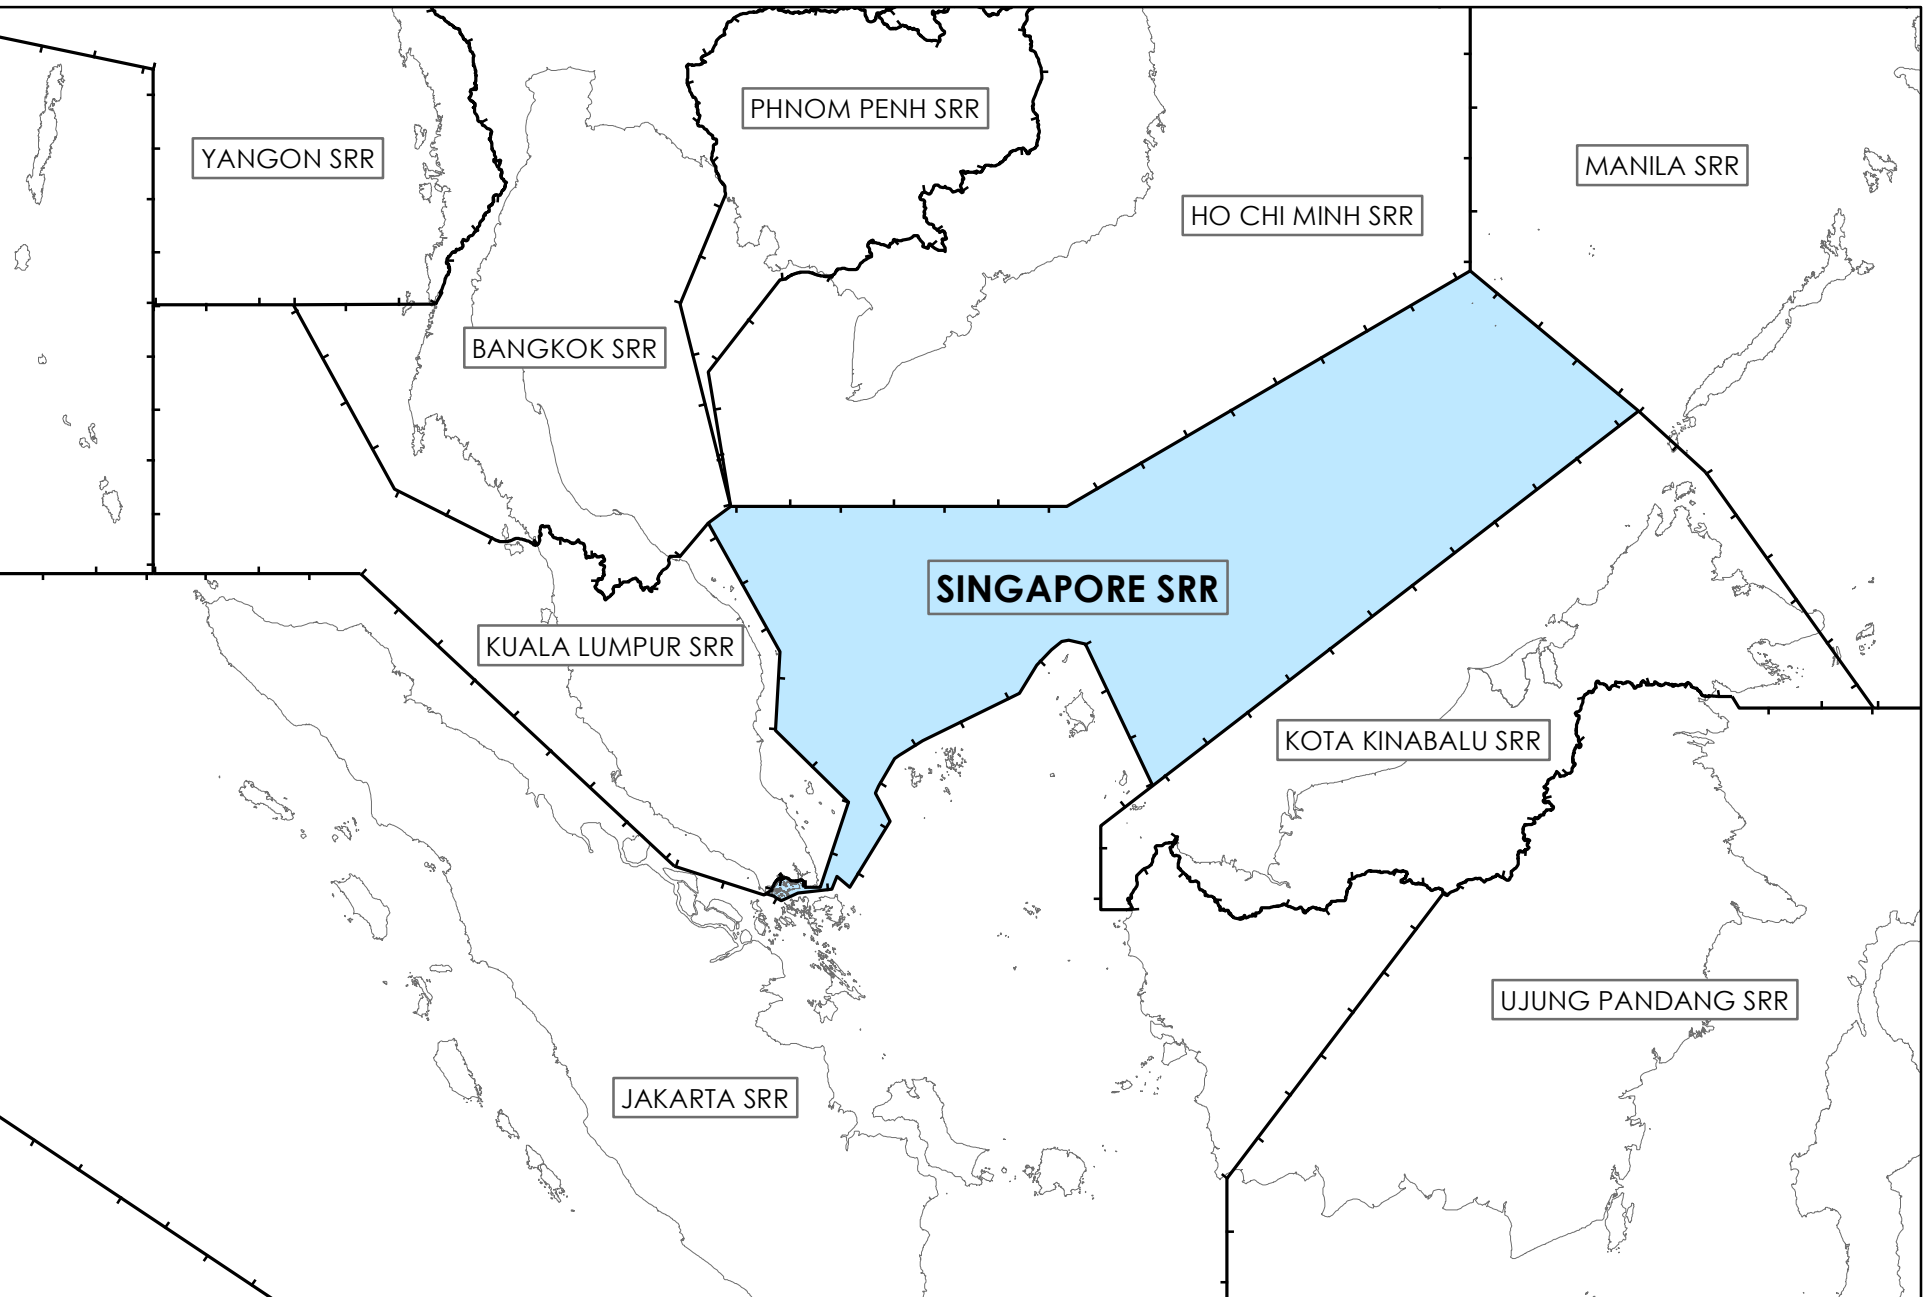 PHNOM PENH SRR
YANGON SRR
MANILA SRR
HO CHI MINH SRR
BANGKOK SRR
SINGAPORE SRR
KUALA LUMPUR SRR
KOTA KINABALU SRR
UJUNG PANDANG SRR
JAKARTA SRR